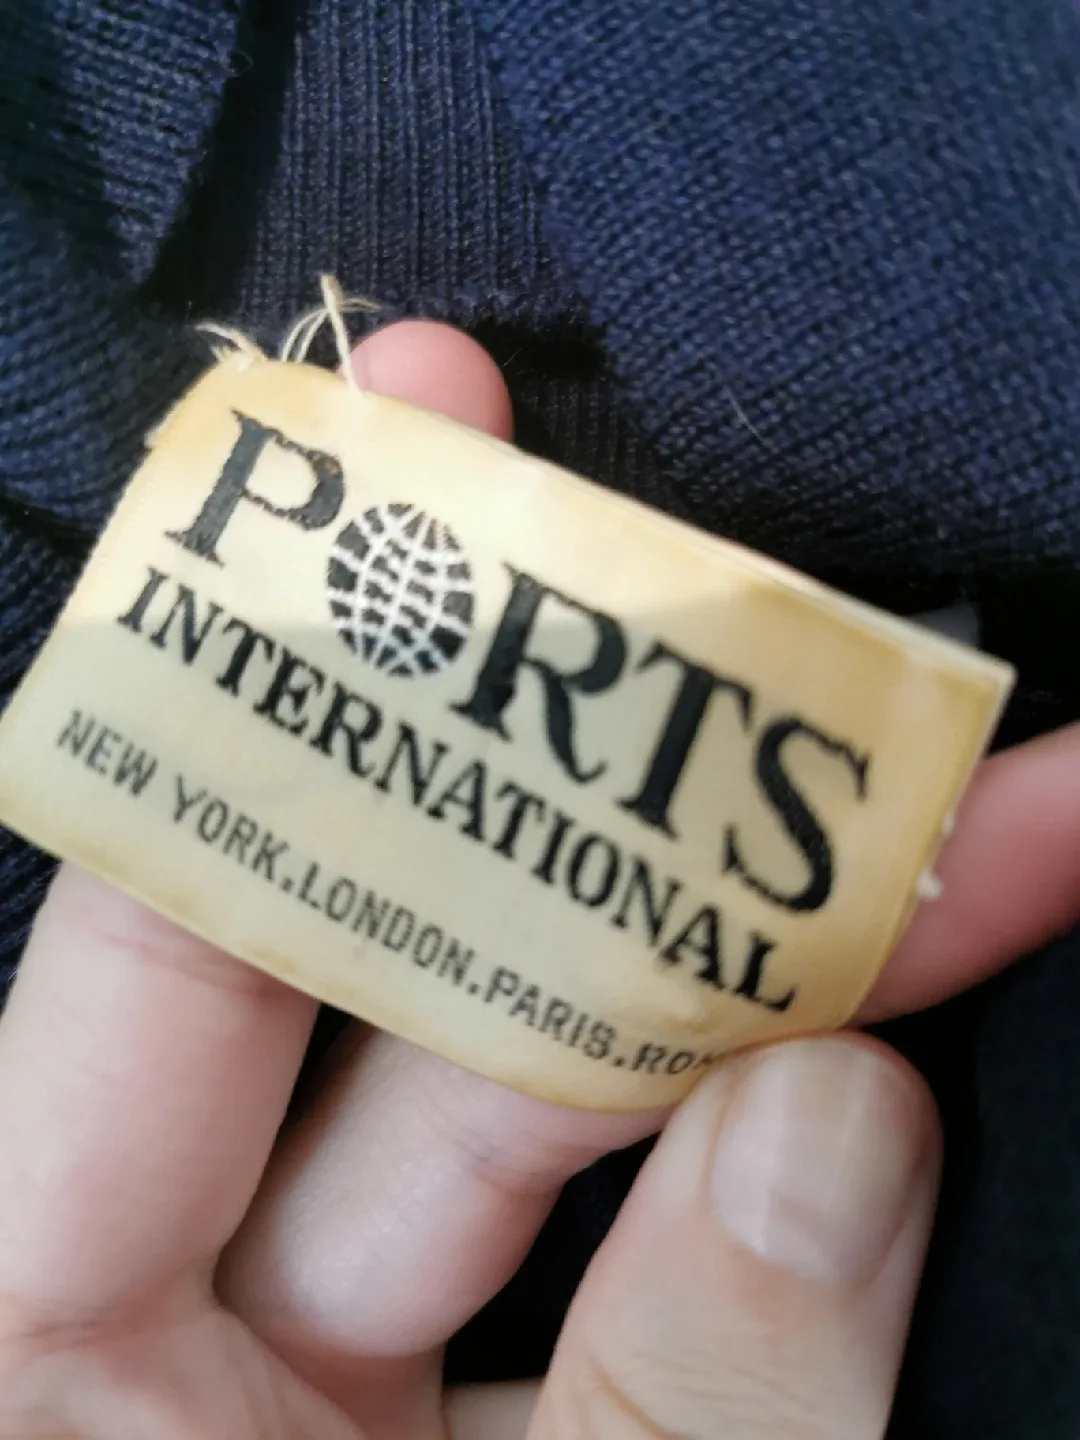 PORTS
INTERNATIONAL
NEW YORK.LONDON.PARIS.